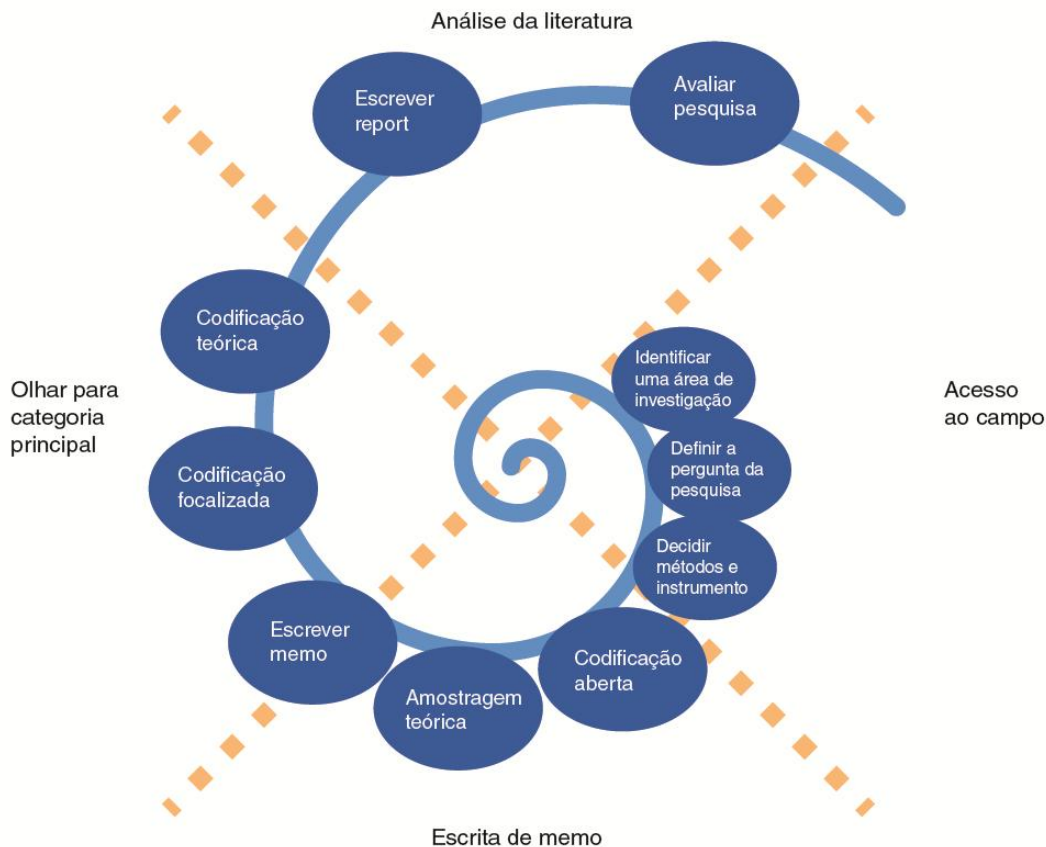 Análise da literatura
Escrever
report
Avaliar
pesquisa
Codificação
teórica
Identificar
uma área de
investigação
Olhar para
categoria
principal
Acesso
ao campo
Definir a
pergunta da
pesquisa
Codificação
focalizada
Decidir
métodos e
instrumento
Escrever
memo
Codificação
aberta
Amostragem
teórica
Escrita de memo